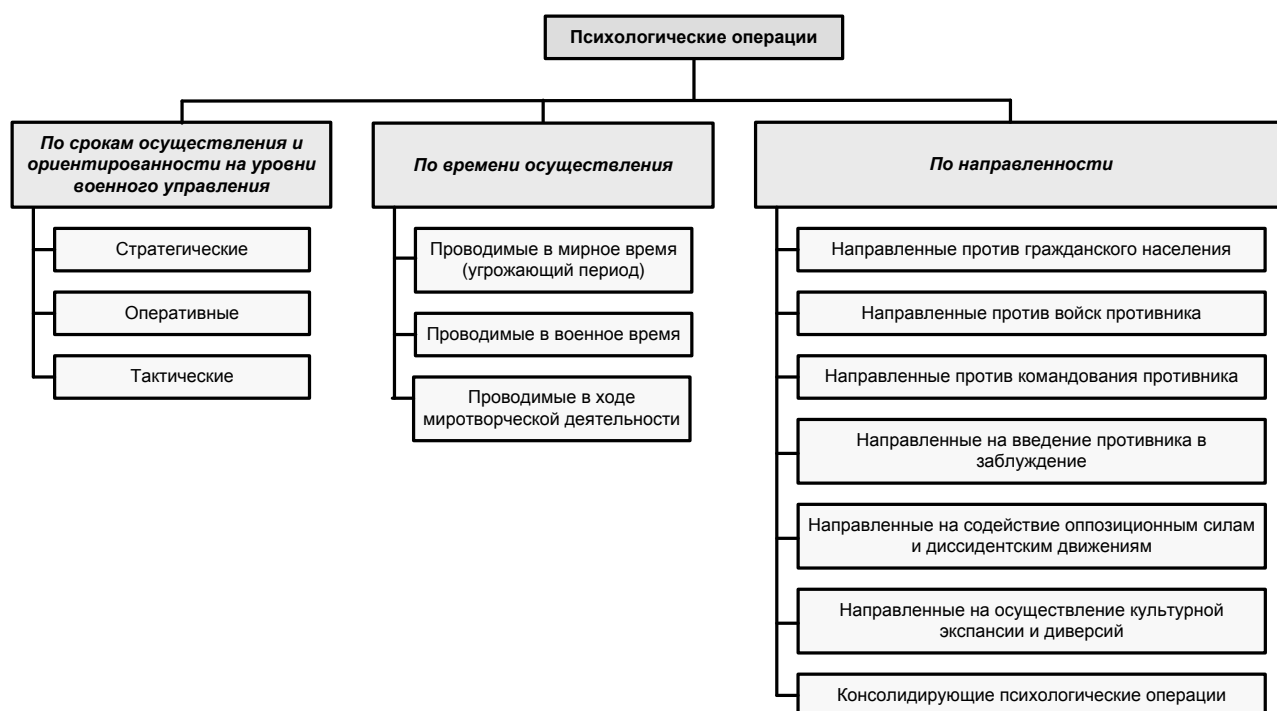 Психологические операции
По срокам осуществления и
ориентированности на уровни
военного управления
Стратегические
Оперативные
Тактические
По времени осуществления
Проводимые в мирное время
(угрожающий период)
Проводимые в военное время
Проводимые в ходе
миротворческой деятельности
По направленности
Направленные против гражданского населения
Направленные против войск противника
Направленные против командования противника
Направленные на введение противника в
заблуждение
Направленные на содействие оппозиционным силам
и диссидентским движениям
Направленные на осуществление культурной
экспансии и диверсий
Консолидирующие психологические операции